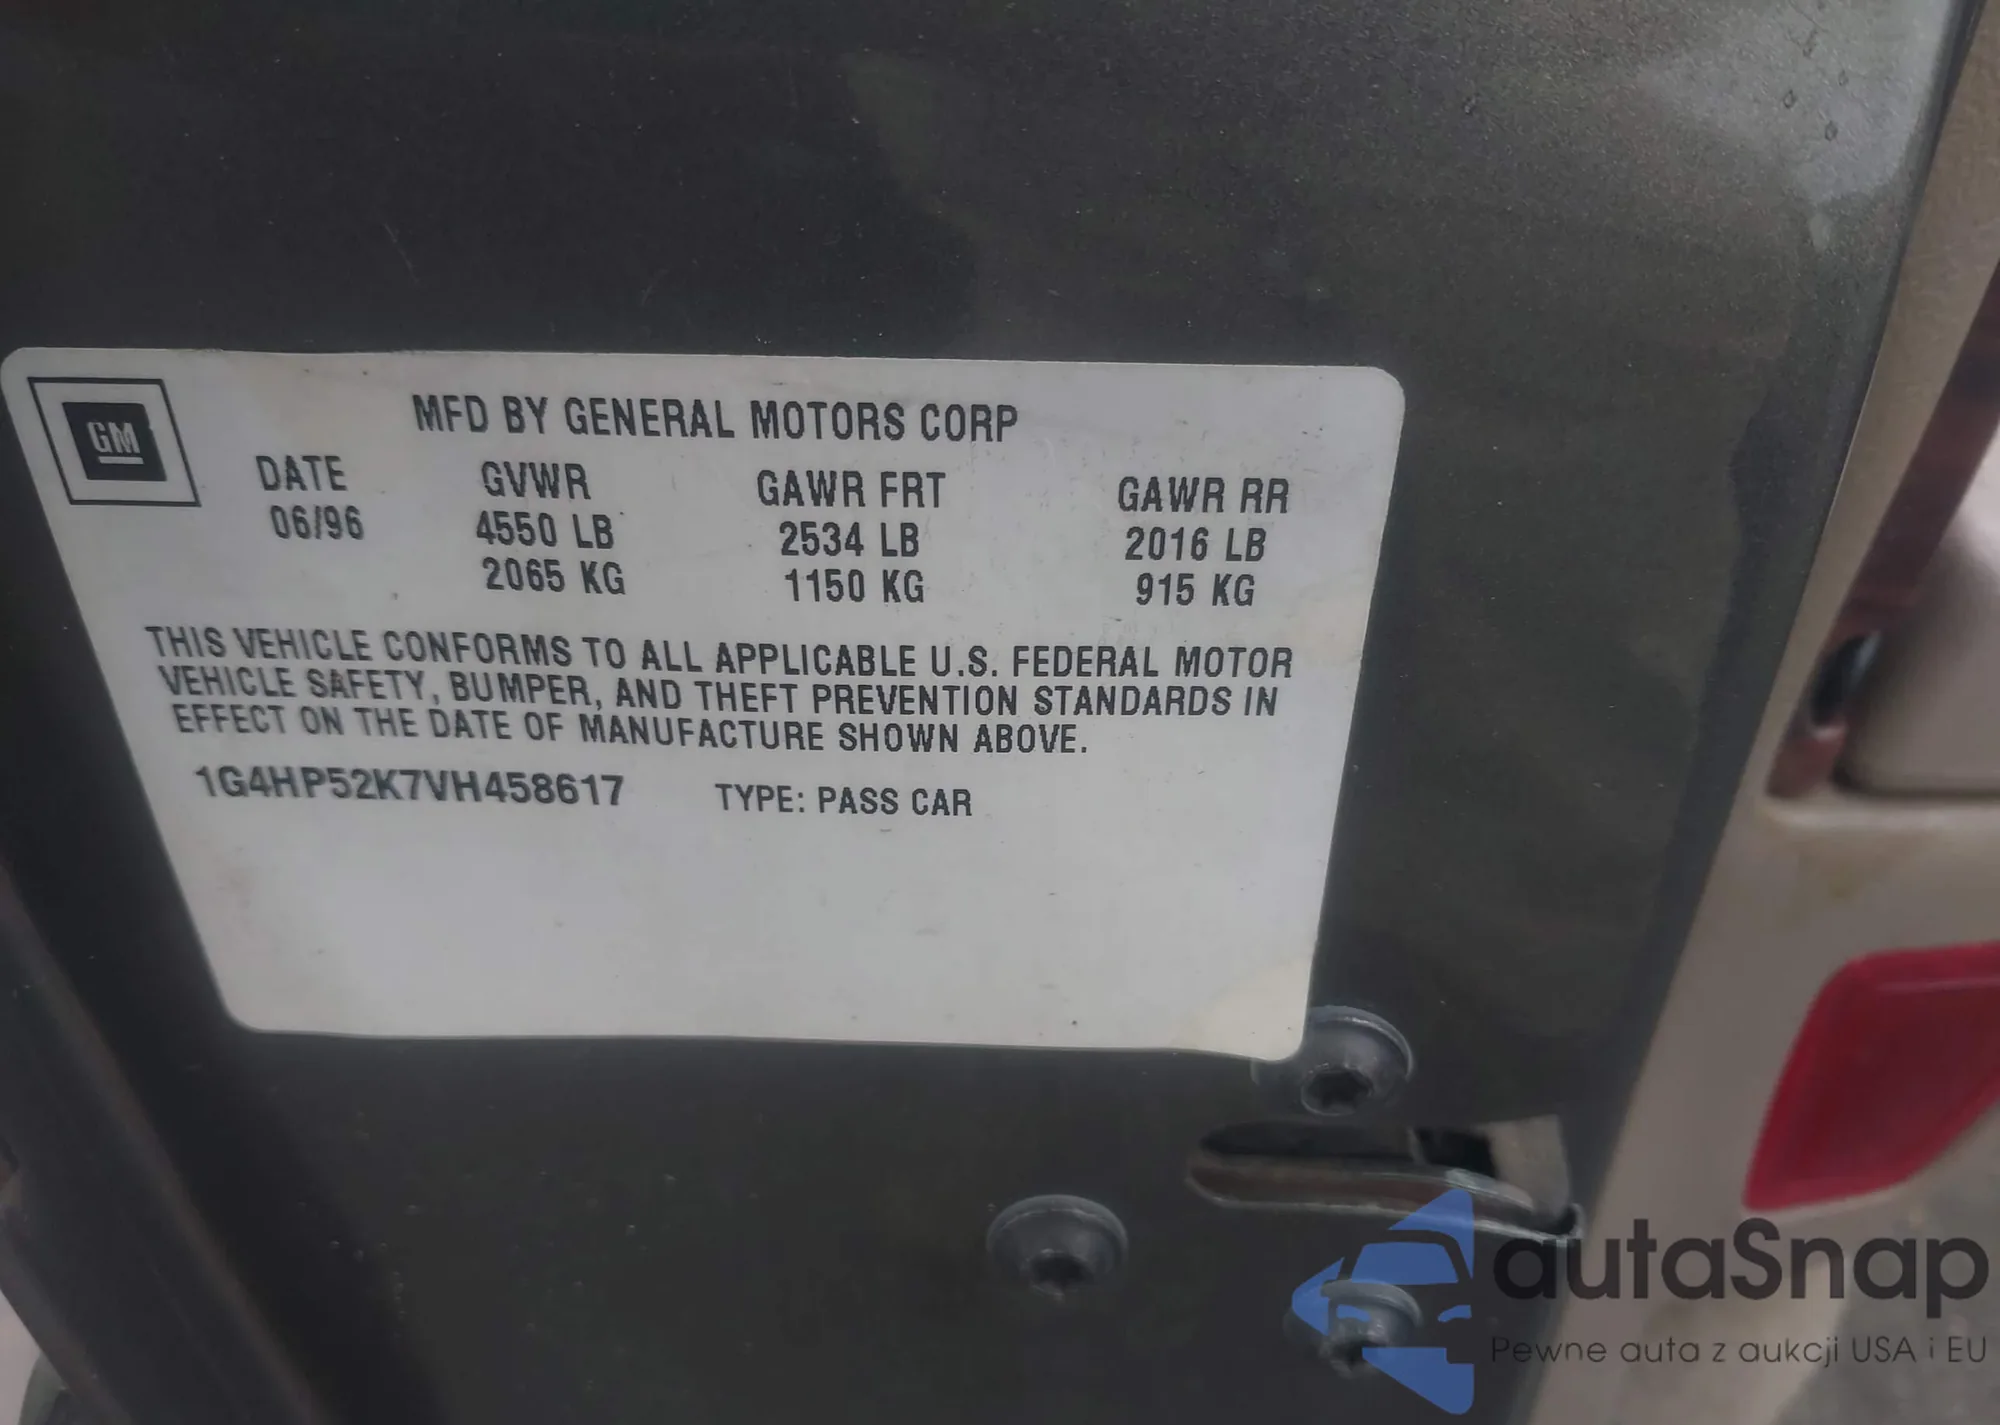 GM
MFD BY GENERAL MOTORS CORP
DATE GVWR GAWR FRT GAWR RR
06/96 4550 LB 2534 LB 2016 LB
2065 KG 1150 KG 915 KG
THIS VEHICLE CONFORMS TO ALL APPLICABLE U.S. FEDERAL MOTOR
VEHICLE SAFETY, BUMPER, AND THEFT PREVENTION STANDARDS IN
EFFECT ON THE DATE OF MANUFACTURE SHOWN ABOVE.
1G4HP52K7VH458617 TYPE: PASS CAR
autaSnap
Pewne auta z aukcji USA i EU